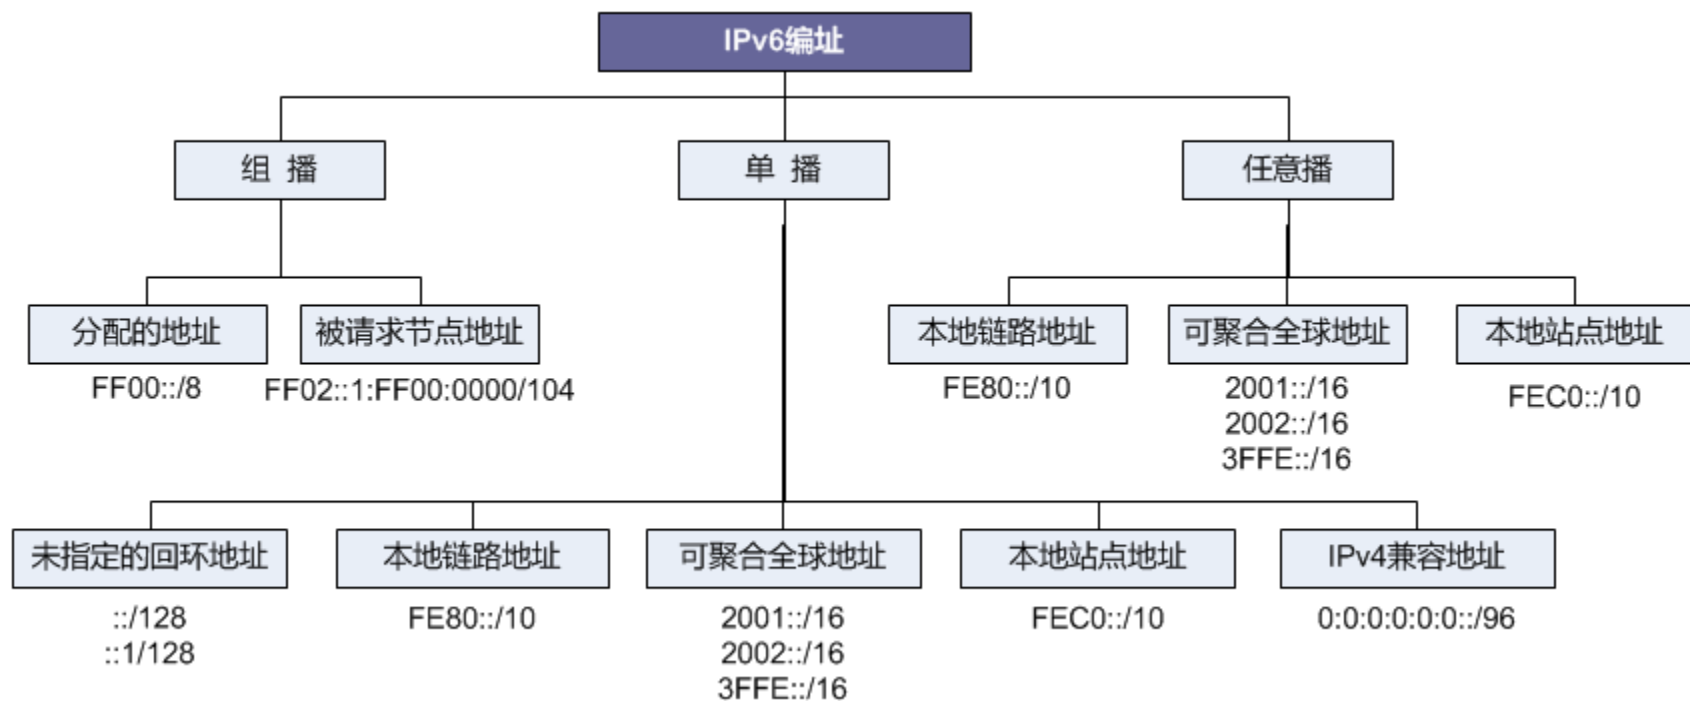 IPv6编址
组 播
单 播
任意播
分配的地址
被请求节点地址
本地链路地址
可聚合全球地址
本地站点地址
FF00::/8
FF02::1:FF00:0000/104
FE80::/10
2001::/16
2002::/16
3FFE::/16
FEC0::/10
未指定的回环地址
本地链路地址
可聚合全球地址
本地站点地址
IPv4兼容地址
::/128
::1/128
FE80::/10
2001::/16
2002::/16
3FFE::/16
FEC0::/10
0:0:0:0:0:0::/96